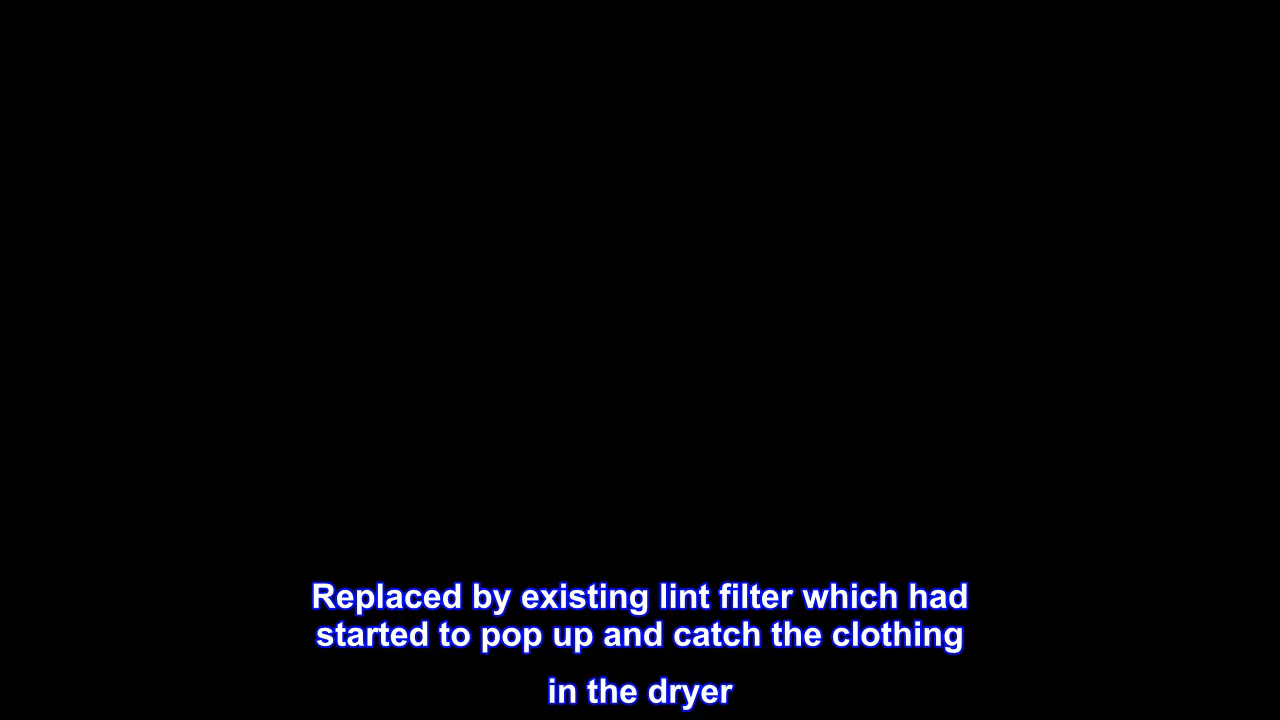 Replaced by existing lint filter which had
started to pop up and catch the clothing
in the dryer